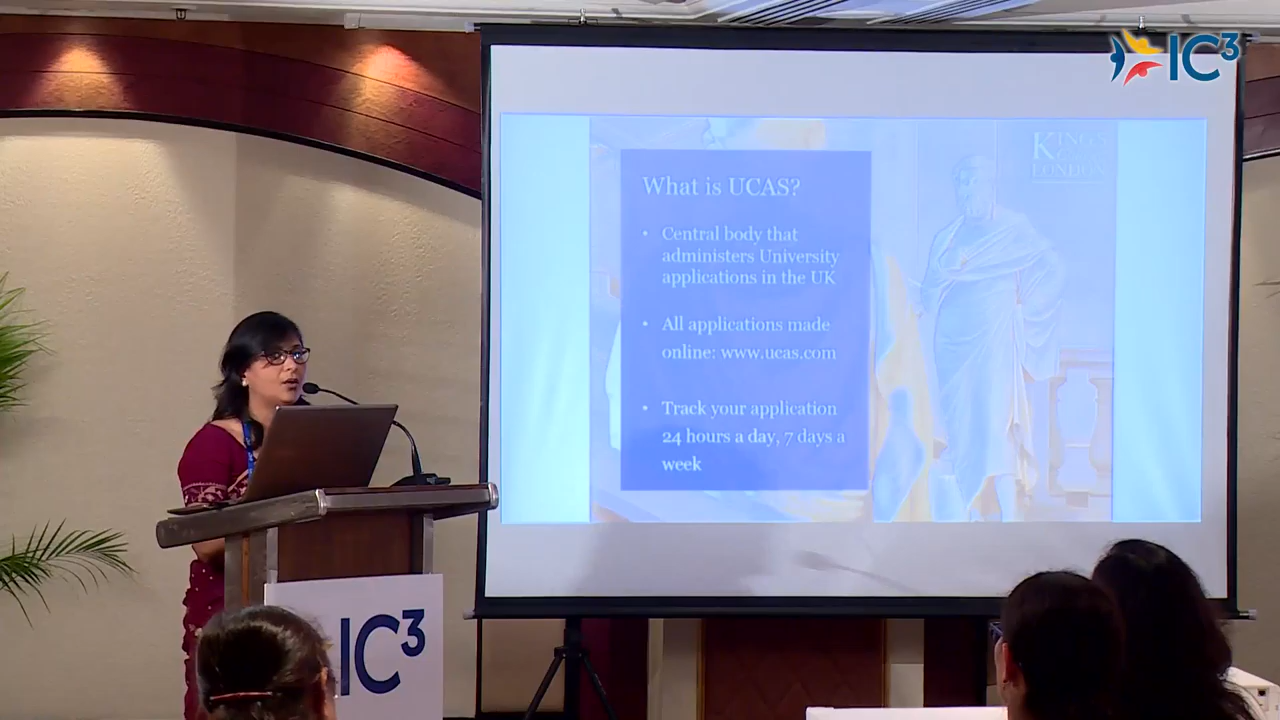 IC³
KING'S
LONDON
What is UCAS?
• Central body that
administers University
applications in the UK
• All applications made
online: www.ucas.com
• Track your application
24 hours a day, 7 days a
week
IC³